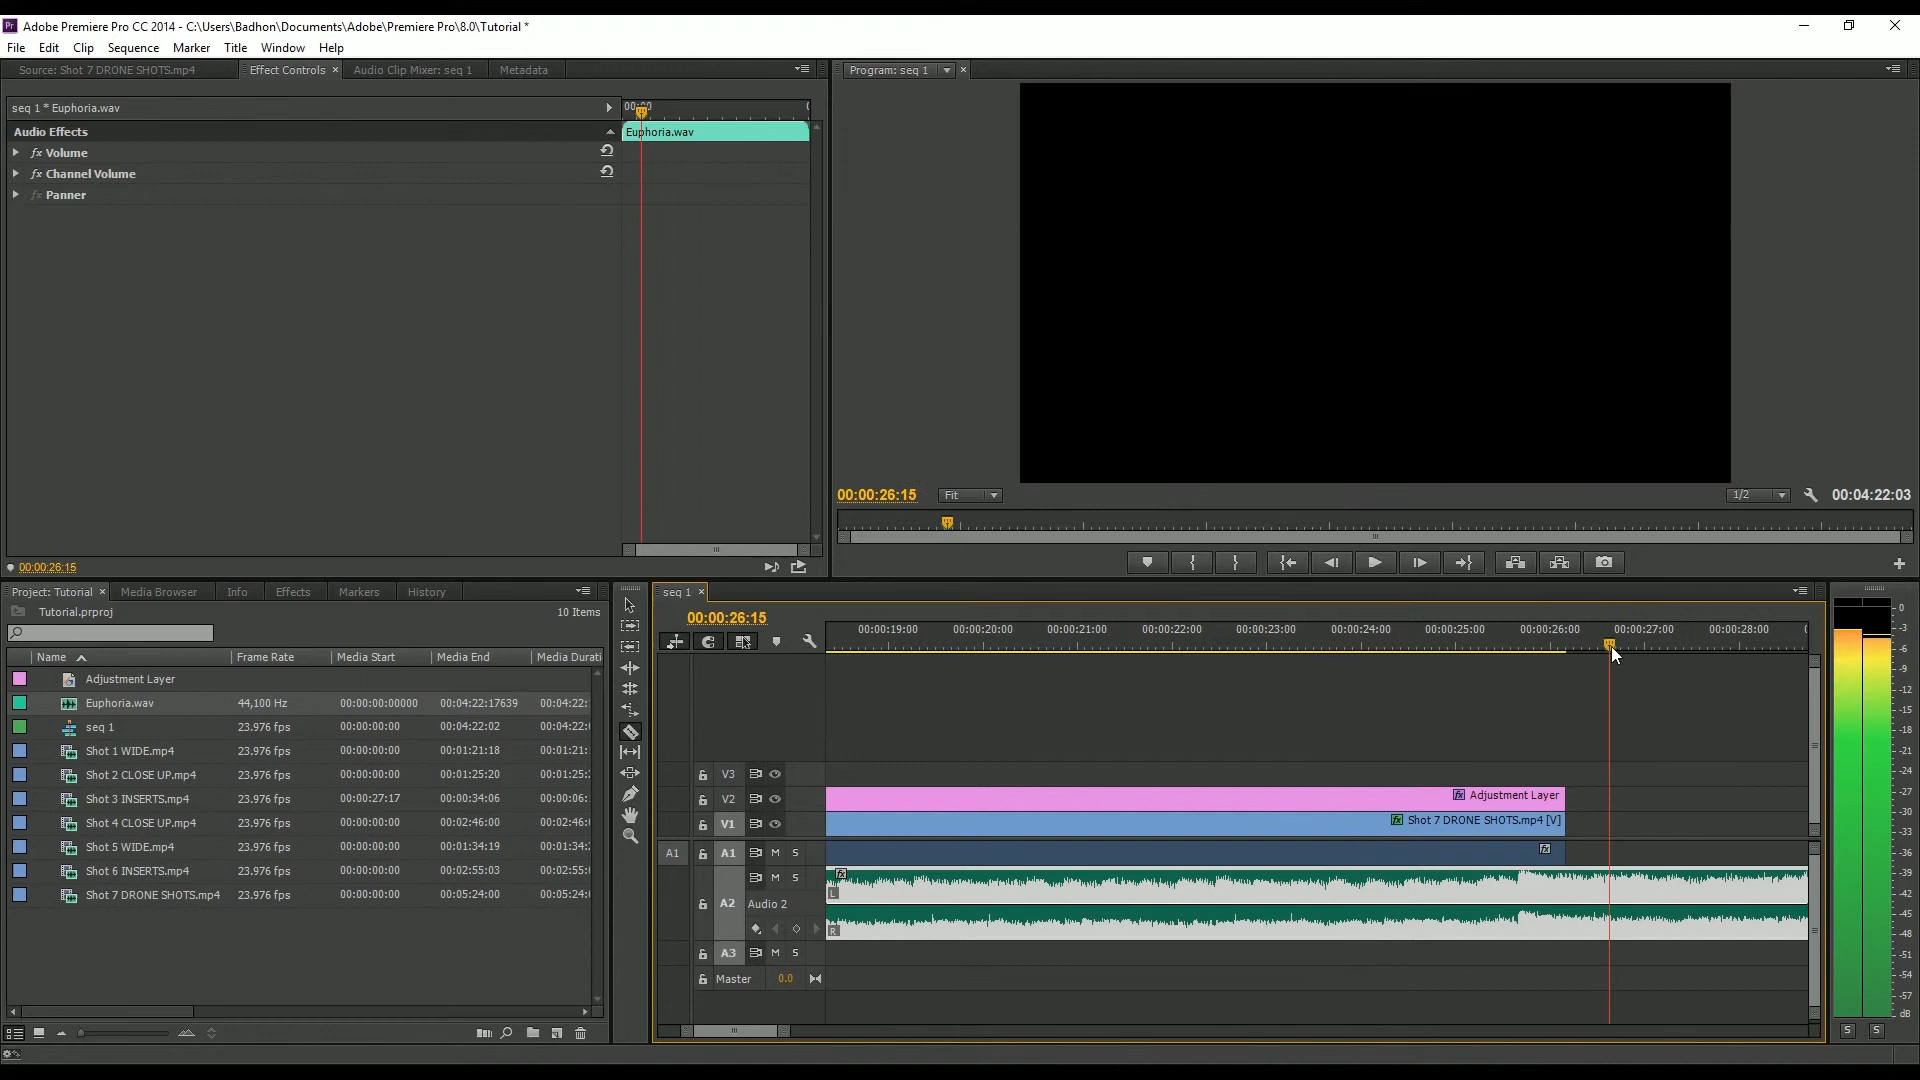 Adobe Premiere Pro CC 2014 - C:\Users\Badhon\Documents\Adobe\Premiere Pro\8.0\Tutorial *
File Edit Clip Sequence Marker Title Window Help
Source: Shot 7 DRONE SHOTS.mp4 Effect Controls Audio Clip Mixer: seq 1 Metadata
Program: seq 1
seq 1 * Euphoria.wav
00:00
Audio Effects
Euphoria.wav
fx Volume
fx Channel Volume
fx Panner
00:00:26:15
Fit
1/2
00:04:22:03
00:00:26:15
Project: Tutorial Media Browser Info Effects Markers History
Tutorial.prproj
10 Items
Name Frame Rate Media Start Media End Media Durati
Adjustment Layer
Euphoria.wav 44,100 Hz 00:00:00:00000 00:04:22:17639 00:04:22:
seq 1 23.976 fps 00:00:00:00 00:04:22:02 00:04:22:0
Shot 1 WIDE.mp4 23.976 fps 00:00:00:00 00:01:21:18 00:01:21:
Shot 2 CLOSE UP.mp4 23.976 fps 00:00:00:00 00:01:25:20 00:01:25:
Shot 3 INSERTS.mp4 23.976 fps 00:00:27:17 00:00:34:06 00:00:06:
Shot 4 CLOSE UP.mp4 23.976 fps 00:00:00:00 00:02:46:00 00:02:46:
Shot 5 WIDE.mp4 23.976 fps 00:00:00:00 00:01:34:19 00:01:34:
Shot 6 INSERTS.mp4 23.976 fps 00:00:00:00 00:02:55:03 00:02:55:
Shot 7 DRONE SHOTS.mp4 23.976 fps 00:00:00:00 00:05:24:00 00:05:24:
seq 1
00:00:26:15
00:00:19:00 00:00:20:00 00:00:21:00 00:00:22:00 00:00:23:00 00:00:24:00 00:00:25:00 00:00:26:00 00:00:27:00 00:00:28:00
V3
V2
fx Adjustment Layer
V1
fx Shot 7 DRONE SHOTS.mp4 [V]
A1 A1 M S
fx
M S
fx
L
A2 Audio 2
R
A3 M S
Master 0.0
0
-3
-6
-9
-12
-15
-18
-21
-24
-27
-30
-33
-36
-39
-42
-45
-48
-51
-54
-57
dB
S S